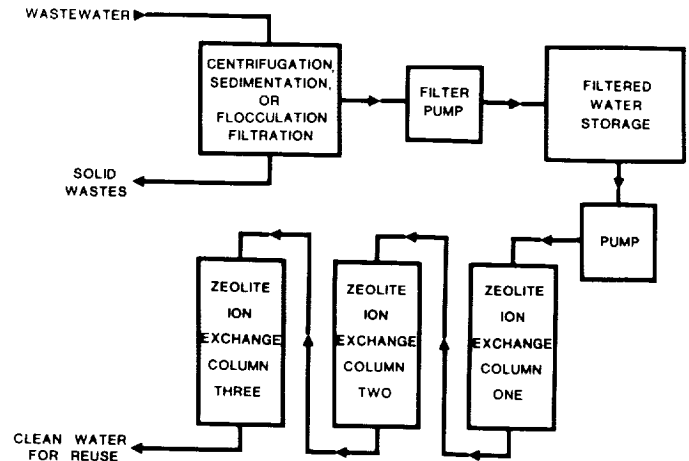 WASTEWATER
CENTRIFUGATION,
SEDIMENTATION,
OR
FLOCCULATION
FILTRATION
FILTER
PUMP
FILTERED
WATER
STORAGE
SOLID
WASTES
PUMP
ZEOLITE
ION
EXCHANGE
COLUMN
ONE
ZEOLITE
ION
EXCHANGE
COLUMN
TWO
ZEOLITE
ION
EXCHANGE
COLUMN
THREE
CLEAN WATER
FOR REUSE